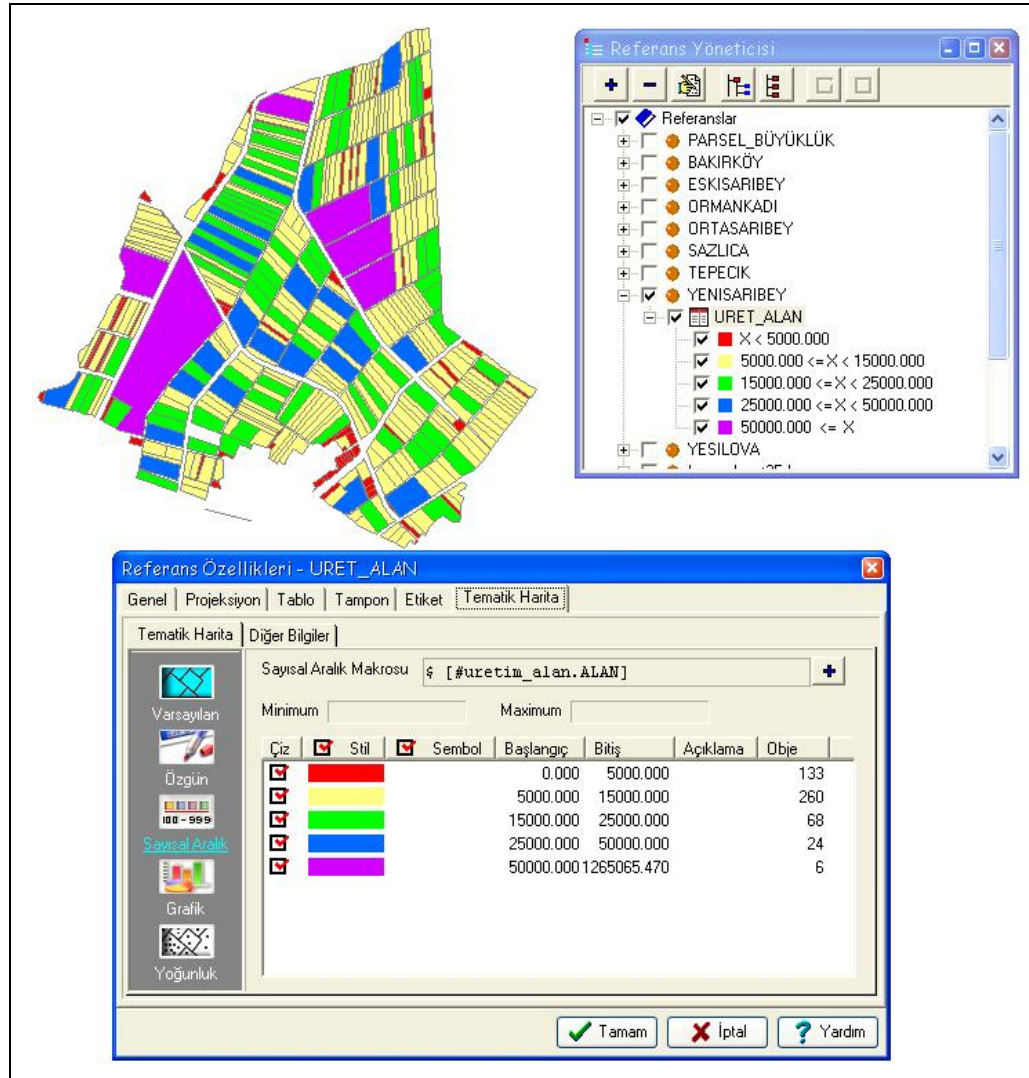 Referans Yöneticisi
Referanslar
PARSEL_BÜYÜKLÜK
BAKIRKÖY
ESKISARIBEY
ORMANKADI
ORTASARIBEY
SAZLICA
TEPECIK
YENISARIBEY
URET_ALAN
X < 5000.000
5000.000 <=X < 15000.000
15000.000 <=X < 25000.000
25000.000 <=X < 50000.000
50000.000 <= X
YESILOVA
Referans Özellikleri - URET_ALAN
Genel Projeksiyon Tablo Tampon Etiket Tematik Harita
Tematik Harita Diğer Bilgiler
Varsayılan
Özgün
100 - 999
Sayısal Aralık
Grafik
Yoğunluk
Sayısal Aralık Makrosu $ [#uretim_alan.ALAN]
Minimum Maximum
Çiz Stil Sembol Başlangıç Bitiş Açıklama Obje
0.000 5000.000 133
5000.000 15000.000 260
15000.000 25000.000 68
25000.000 50000.000 24
50000.000 1265065.470 6
Tamam İptal Yardım